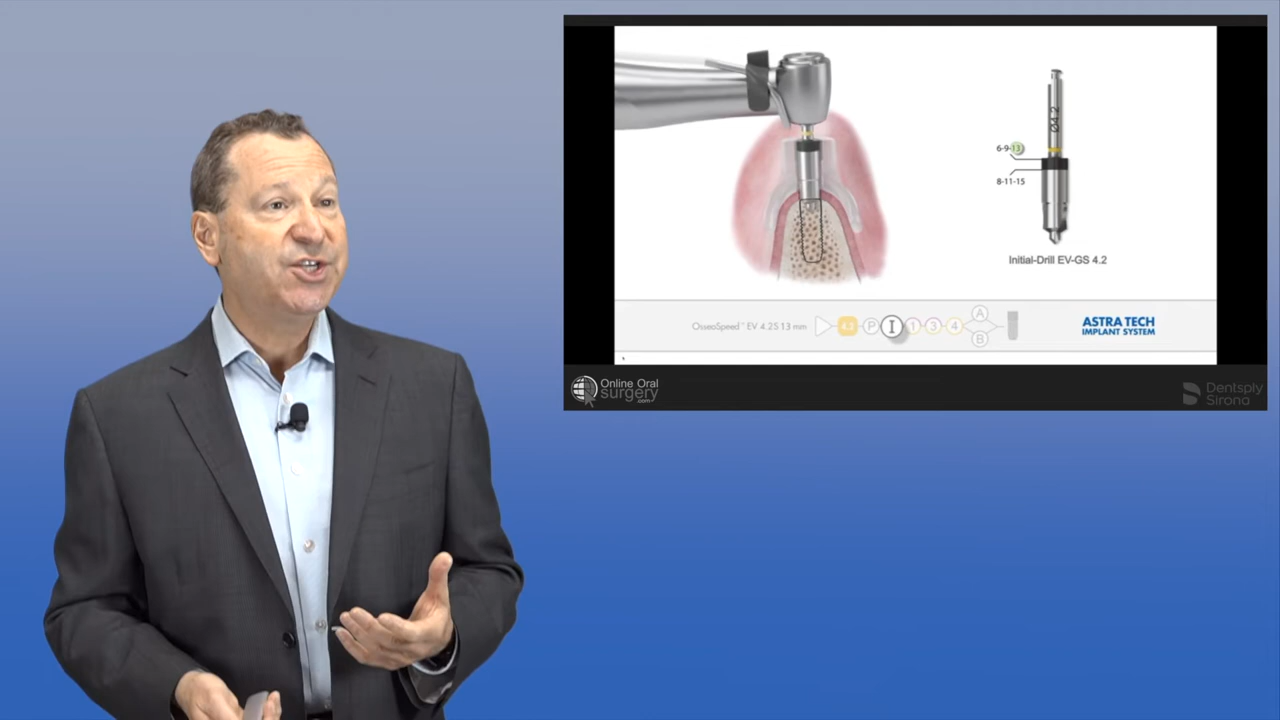 Ø4.2
6-9-13
8-11-15
Initial-Drill EV-GS 4.2
OsseoSpeed™ EV 4.2S 13 mm
4.2
P
I
1
3
4
A
B
ASTRA TECH
IMPLANT SYSTEM
Online Oral
surgery
.com
Dentsply
Sirona